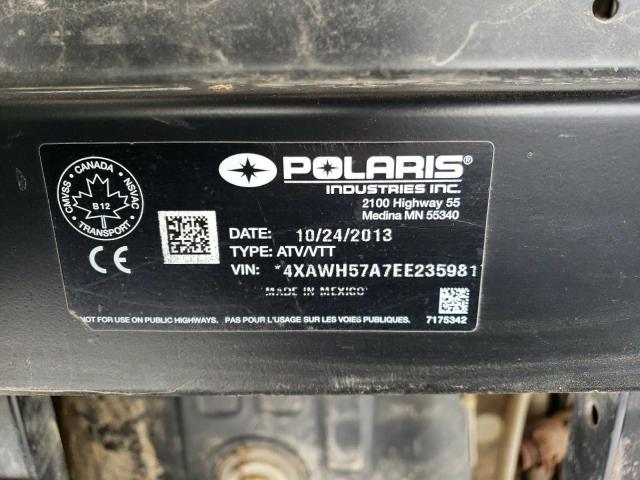 CMVSS · CANADA · NSVAC
B12
TRANSPORT
CE
POLARIS®
INDUSTRIES INC.
2100 Highway 55
Medina MN 55340
DATE: 10/24/2013
TYPE: ATV/VTT
VIN: *4XAWH57A7EE235981
MADE IN MEXICO
NOT FOR USE ON PUBLIC HIGHWAYS. PAS POUR L'USAGE SUR LES VOIES PUBLIQUES. 7175342